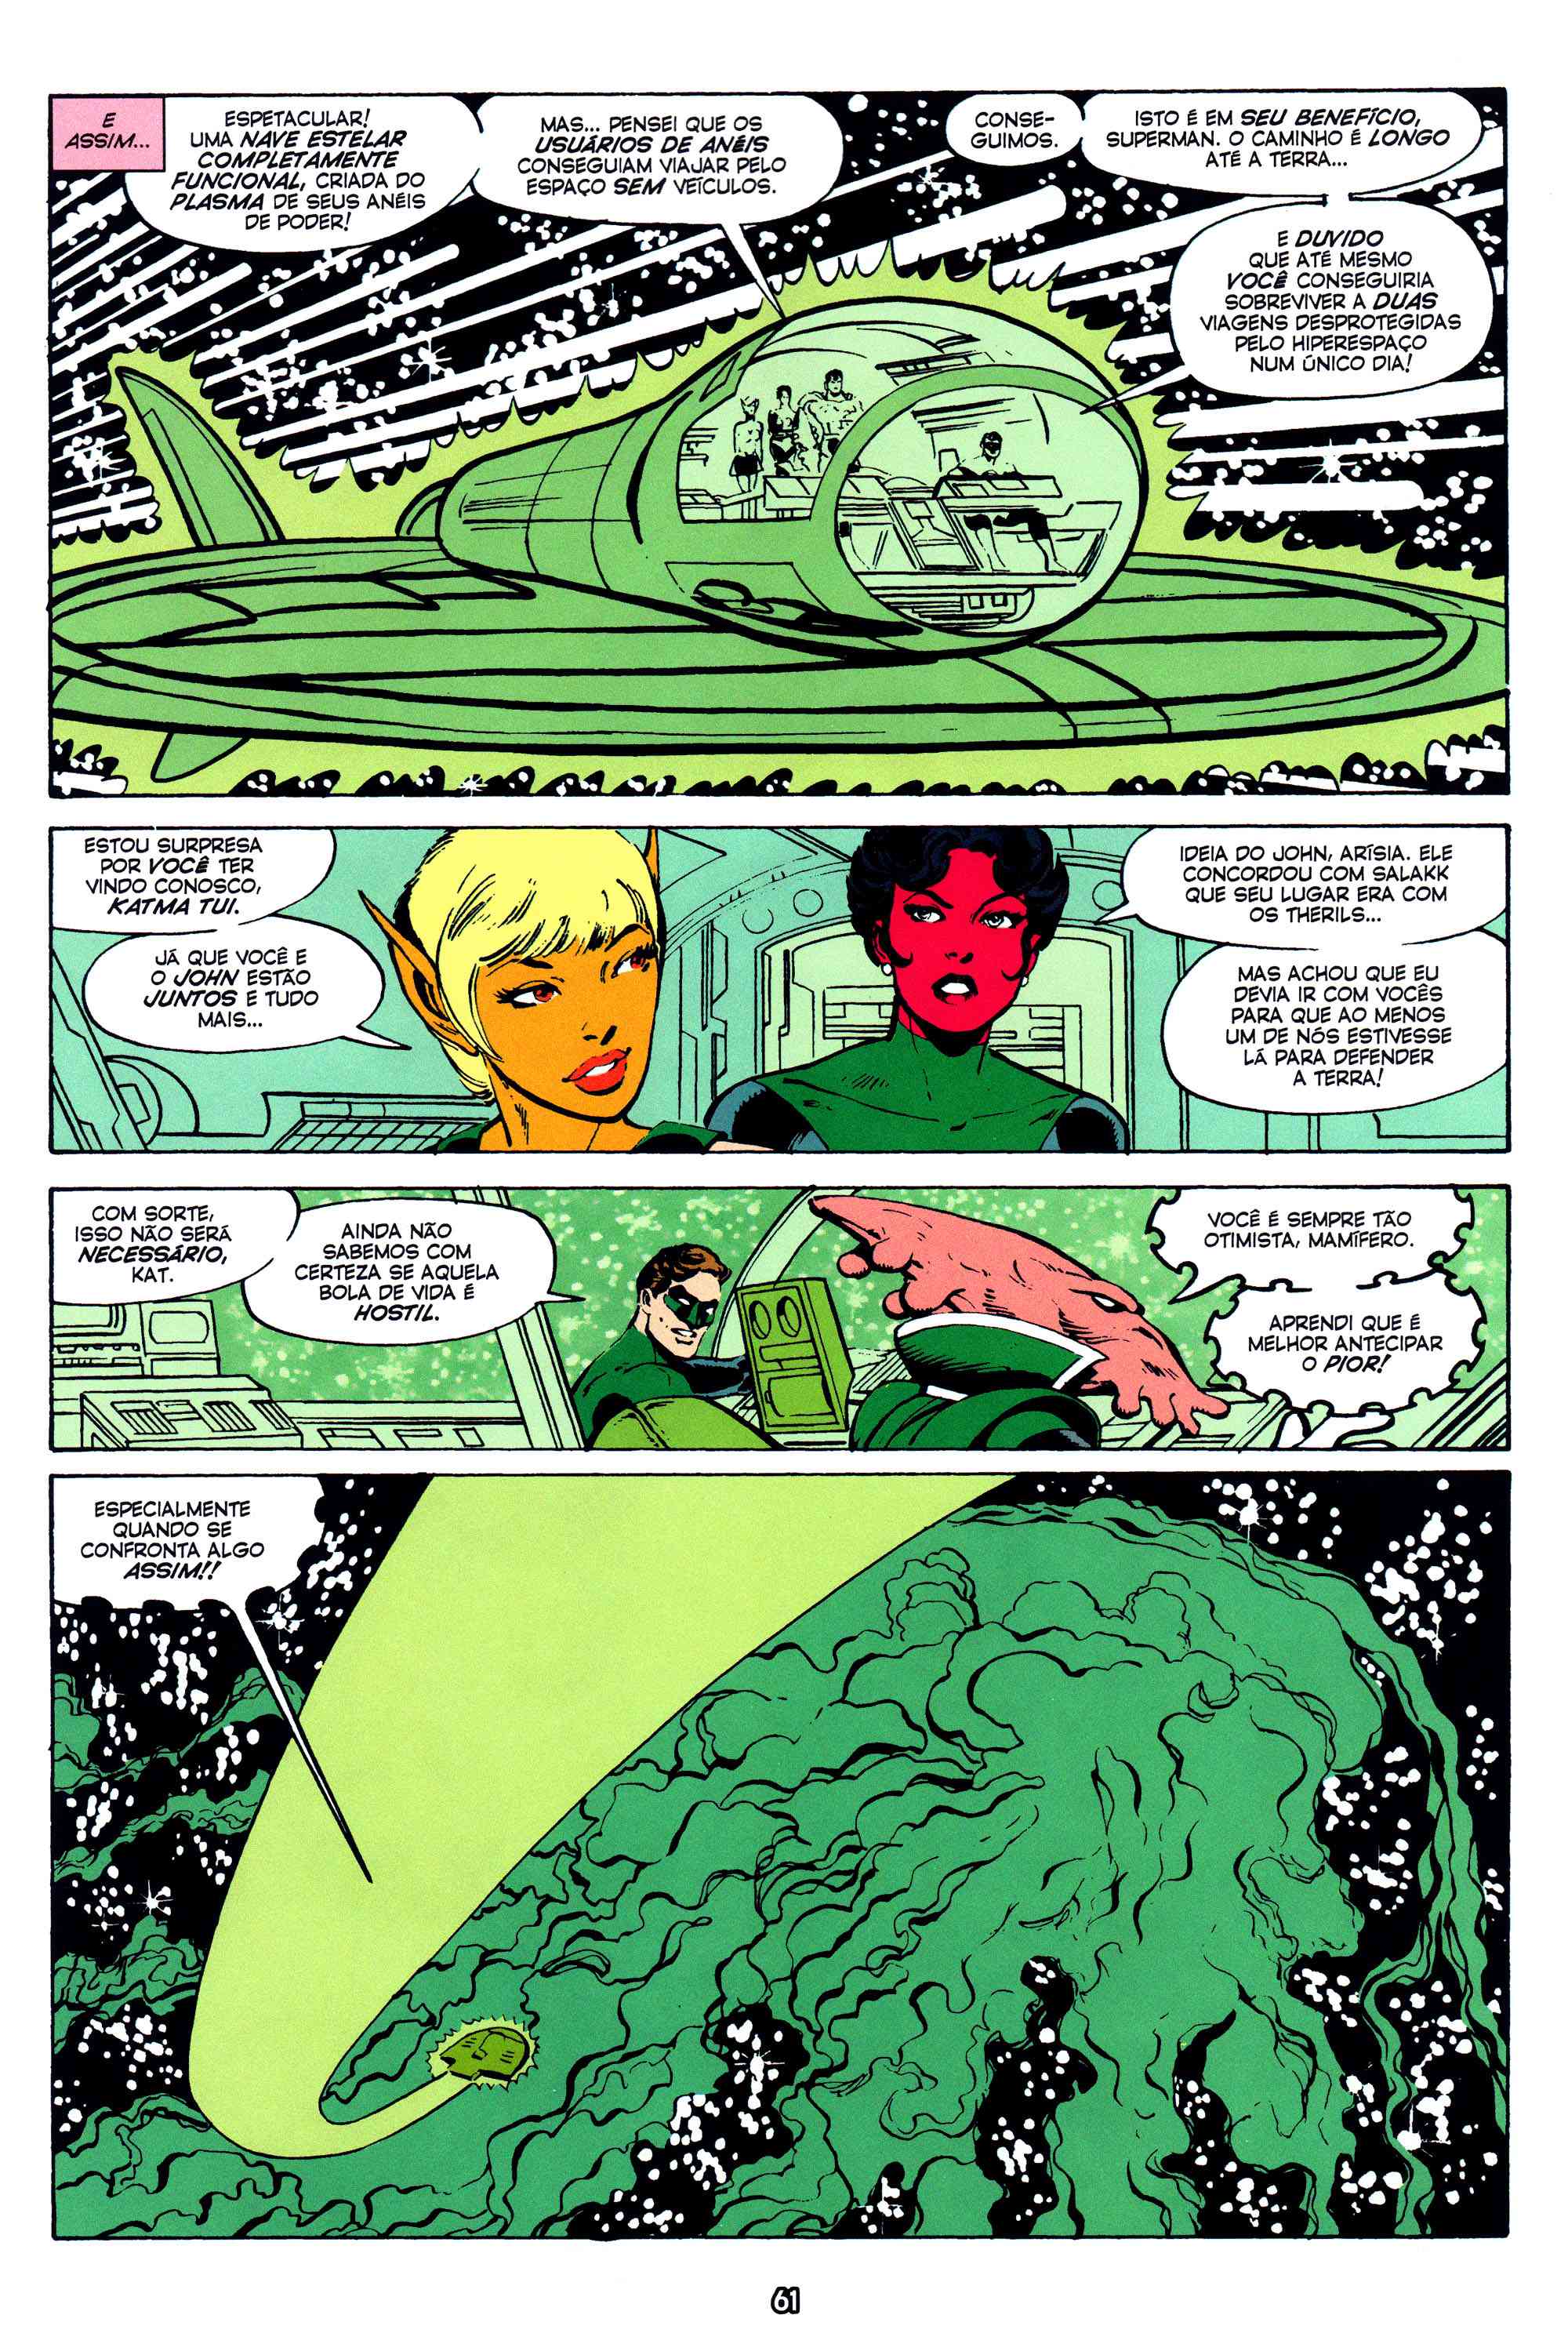 E
ASSIM...
ESPETACULAR!
UMA NAVE ESTELAR
COMPLETAMENTE
FUNCIONAL, CRIADA DO
PLASMA DE SEUS ANÉIS
DE PODER!
MAS... PENSEI QUE OS
USUÁRIOS DE ANÉIS
CONSEGUIAM VIAJAR PELO
ESPAÇO SEM VEÍCULOS.
CONSE-
GUIMOS.
ISTO É EM SEU BENEFÍCIO,
SUPERMAN. O CAMINHO É LONGO
ATÉ A TERRA...
E DUVIDO
QUE ATÉ MESMO
VOCÊ CONSEGUIRIA
SOBREVIVER A DUAS
VIAGENS DESPROTEGIDAS
PELO HIPERESPAÇO
NUM ÚNICO DIA!
ESTOU SURPRESA
POR VOCÊ TER
VINDO CONOSCO,
KATMA TUI.
JÁ QUE VOCÊ E
O JOHN ESTÃO
JUNTOS E TUDO
MAIS...
IDEIA DO JOHN, ARÍSIA. ELE
CONCORDOU COM SALAKK
QUE SEU LUGAR ERA COM
OS THERILS...
MAS ACHOU QUE EU
DEVIA IR COM VOCÊS
PARA QUE AO MENOS
UM DE NÓS ESTIVESSE
LÁ PARA DEFENDER
A TERRA!
COM SORTE,
ISSO NÃO SERÁ
NECESSÁRIO,
KAT.
AINDA NÃO
SABEMOS COM
CERTEZA SE AQUELA
BOLA DE VIDA É
HOSTIL.
VOCÊ É SEMPRE TÃO
OTIMISTA, MAMÍFERO.
APRENDI QUE É
MELHOR ANTECIPAR
O PIOR!
ESPECIALMENTE
QUANDO SE
CONFRONTA ALGO
ASSIM!!
61